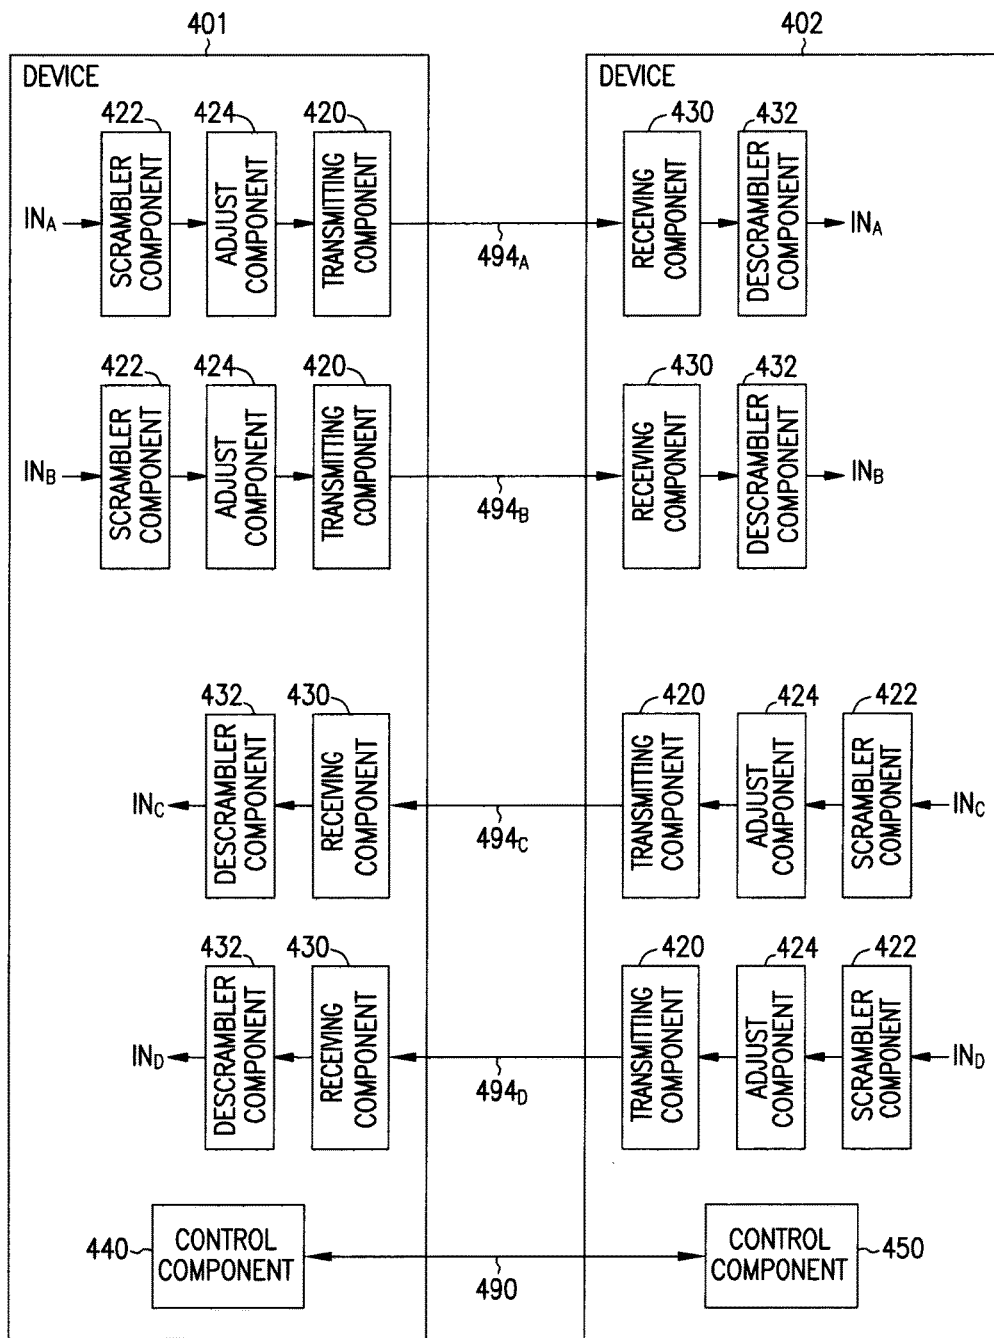 401
402
DEVICE
DEVICE
422
424
420
430
432
INA
SCRAMBLER
COMPONENT
ADJUST
COMPONENT
TRANSMITTING
COMPONENT
494A
RECEIVING
COMPONENT
DESCRAMBLER
COMPONENT
INA
422
424
420
430
432
INB
SCRAMBLER
COMPONENT
ADJUST
COMPONENT
TRANSMITTING
COMPONENT
494B
RECEIVING
COMPONENT
DESCRAMBLER
COMPONENT
INB
432
430
420
424
422
INC
DESCRAMBLER
COMPONENT
RECEIVING
COMPONENT
494C
TRANSMITTING
COMPONENT
ADJUST
COMPONENT
SCRAMBLER
COMPONENT
INC
432
430
420
424
422
IND
DESCRAMBLER
COMPONENT
RECEIVING
COMPONENT
494D
TRANSMITTING
COMPONENT
ADJUST
COMPONENT
SCRAMBLER
COMPONENT
IND
440
CONTROL
COMPONENT
490
CONTROL
COMPONENT
450